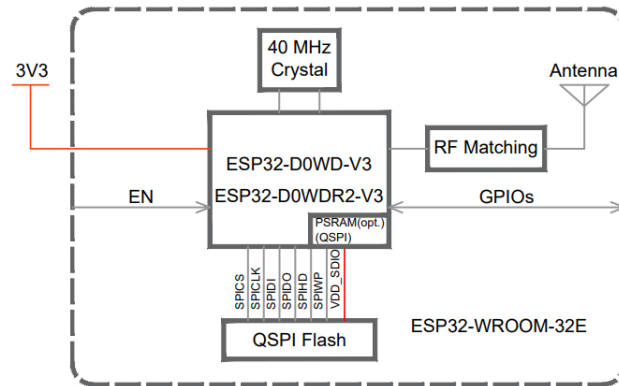 40 MHz
Crystal
3V3
Antenna
ESP32-D0WD-V3
ESP32-D0WDR2-V3
RF Matching
EN
GPIOs
PSRAM(opt.)
(QSPI)
SPICS
SPICLK
SPIDI
SPIDO
SPIHD
SPIWP
VDD_SDIO
QSPI Flash
ESP32-WROOM-32E